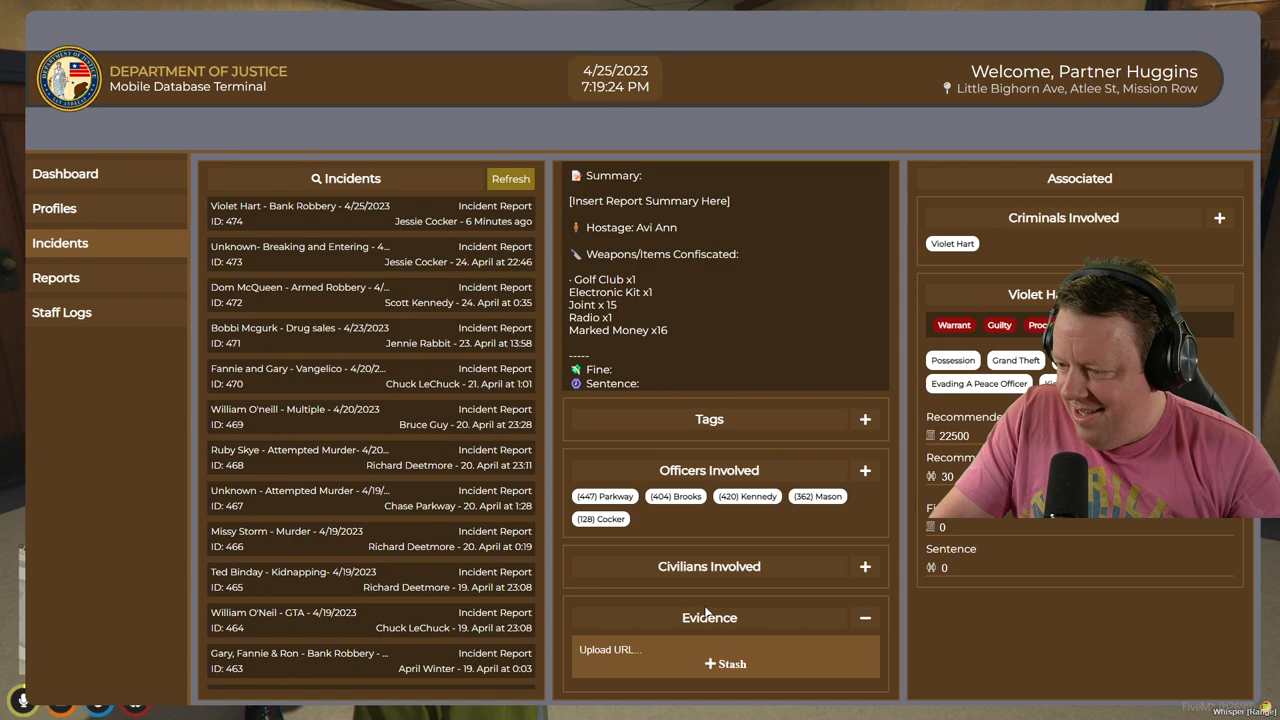 DEPARTMENT OF JUSTICE
Mobile Database Terminal
4/25/2023
7:19:24 PM
Welcome, Partner Huggins
Little Bighorn Ave, Atlee St, Mission Row
Dashboard
Profiles
Incidents
Reports
Staff Logs
Incidents
Refresh
Violet Hart - Bank Robbery - 4/25/2023 Incident Report
ID: 474 Jessie Cocker - 6 Minutes ago
Unknown- Breaking and Entering - 4... Incident Report
ID: 473 Jessie Cocker - 24. April at 22:46
Dom McQueen - Armed Robbery - 4/... Incident Report
ID: 472 Scott Kennedy - 24. April at 0:35
Bobbi Mcgurk - Drug sales - 4/23/2023 Incident Report
ID: 471 Jennie Rabbit - 23. April at 13:58
Fannie and Gary - Vangelico - 4/20/2... Incident Report
ID: 470 Chuck LeChuck - 21. April at 1:01
William O'neill - Multiple - 4/20/2023 Incident Report
ID: 469 Bruce Guy - 20. April at 23:28
Ruby Skye - Attempted Murder- 4/20... Incident Report
ID: 468 Richard Deetmore - 20. April at 23:11
Unknown - Attempted Murder - 4/19/... Incident Report
ID: 467 Chase Parkway - 20. April at 1:28
Missy Storm - Murder - 4/19/2023 Incident Report
ID: 466 Richard Deetmore - 20. April at 0:19
Ted Binday - Kidnapping- 4/19/2023 Incident Report
ID: 465 Richard Deetmore - 19. April at 23:08
William O'Neil - GTA - 4/19/2023 Incident Report
ID: 464 Chuck LeChuck - 19. April at 23:08
Gary, Fannie & Ron - Bank Robbery - ... Incident Report
ID: 463 April Winter - 19. April at 0:03
Summary:
[Insert Report Summary Here]
Hostage: Avi Ann
Weapons/Items Confiscated:
· Golf Club x1
Electronic Kit x1
Joint x 15
Radio x1
Marked Money x16
-----
Fine:
Sentence:
Tags +
Officers Involved +
(447) Parkway (404) Brooks (420) Kennedy (362) Mason
(128) Cocker
Civilians Involved +
Evidence −
Upload URL...
+ Stash
Associated
Criminals Involved +
Violet Hart
Violet Ha
Warrant Guilty Proc
Possession Grand Theft
Evading A Peace Officer
Recommende
22500
Recomm
30
0
Sentence
0
Whisper [Range]